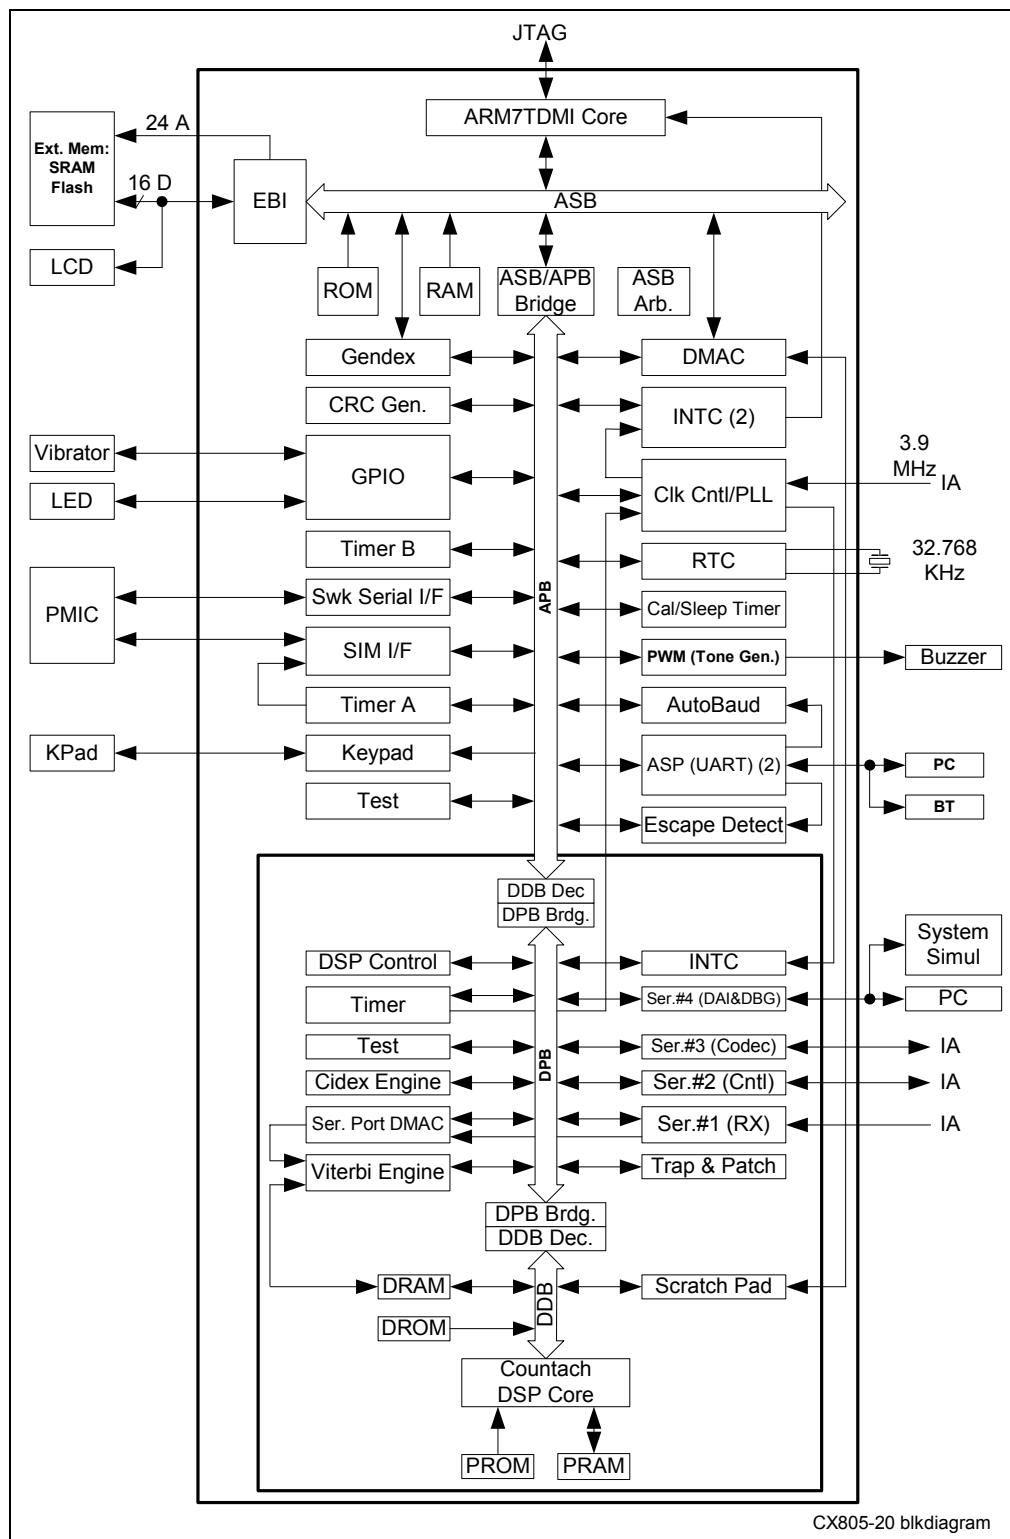 JTAG
ARM7TDMI Core
24 A
Ext. Mem:
SRAM
Flash
16 D
EBI
ASB
LCD
ROM
RAM
ASB/APB
Bridge
ASB
Arb.
Gendex
DMAC
CRC Gen.
INTC (2)
Vibrator
GPIO
3.9
MHz
IA
LED
Clk Cntl/PLL
Timer B
RTC
32.768
KHz
APB
PMIC
Swk Serial I/F
Cal/Sleep Timer
SIM I/F
PWM (Tone Gen.)
Buzzer
Timer A
AutoBaud
KPad
Keypad
ASP (UART) (2)
PC
Test
Escape Detect
BT
DDB Dec
DPB Brdg.
System
Simul
DSP Control
INTC
Timer
Ser.#4 (DAI&DBG)
PC
Test
DPB
Ser.#3 (Codec)
IA
Cidex Engine
Ser.#2 (Cntl)
IA
Ser. Port DMAC
Ser.#1 (RX)
IA
Viterbi Engine
Trap & Patch
DPB Brdg.
DDB Dec.
DRAM
DDB
Scratch Pad
DROM
Countach
DSP Core
PROM
PRAM
CX805-20 blkdiagram